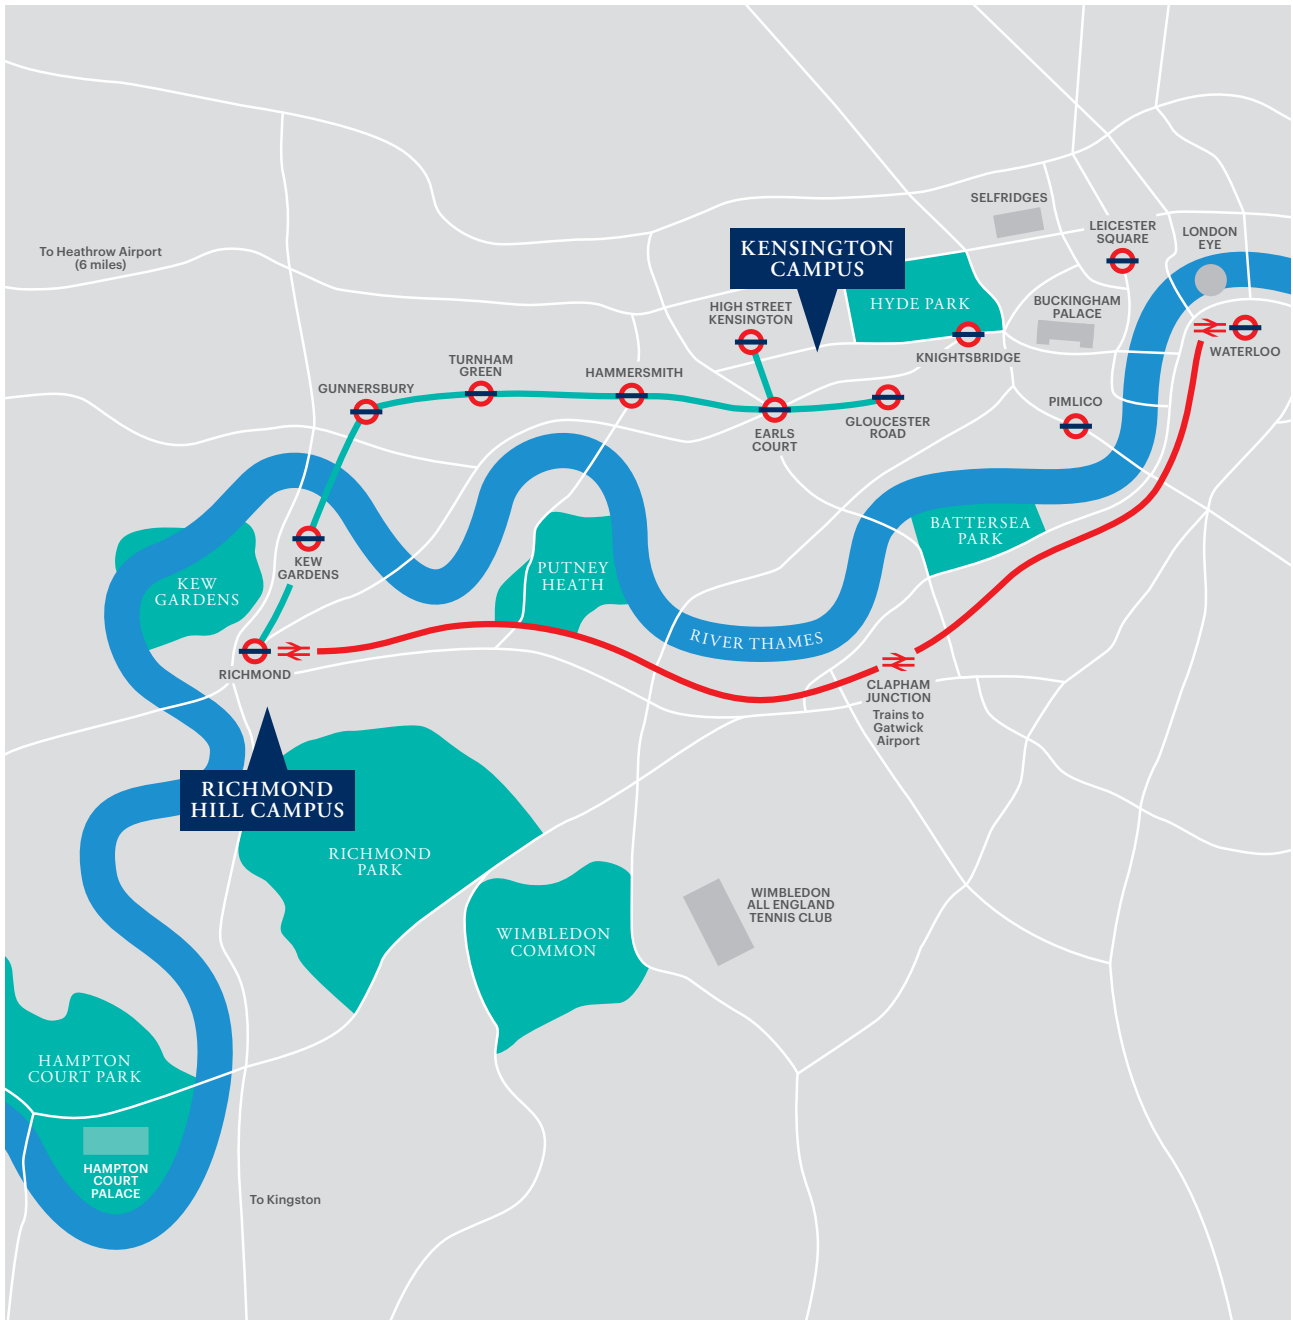 SELFRIDGES
LEICESTER
SQUARE
LONDON
EYE
To Heathrow Airport
(6 miles)
KENSINGTON
CAMPUS
HYDE PARK
BUCKINGHAM
PALACE
HIGH STREET
KENSINGTON
KNIGHTSBRIDGE
WATERLOO
TURNHAM
GREEN
GUNNERSBURY
HAMMERSMITH
PIMLICO
EARLS
COURT
GLOUCESTER
ROAD
BATTERSEA
PARK
KEW
GARDENS
KEW
GARDENS
PUTNEY
HEATH
RIVER THAMES
RICHMOND
CLAPHAM
JUNCTION
Trains to
Gatwick
Airport
RICHMOND
HILL CAMPUS
RICHMOND
PARK
WIMBLEDON
ALL ENGLAND
TENNIS CLUB
WIMBLEDON
COMMON
HAMPTON
COURT PARK
HAMPTON
COURT
PALACE
To Kingston